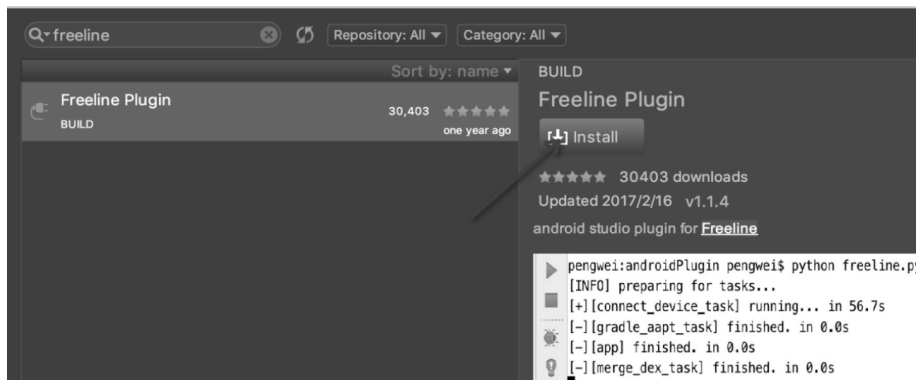 freeline
Repository: All
Category: All
Sort by: name
Freeline Plugin
BUILD
30,403
one year ago
BUILD
Freeline Plugin
Install
30403 downloads
Updated 2017/2/16 v1.1.4
android studio plugin for Freeline
pengwei:androidPlugin pengwei$ python freeline.py
[INFO] preparing for tasks...
[+][connect_device_task] running... in 56.7s
[-][gradle_aapt_task] finished. in 0.0s
[-][app] finished. in 0.0s
[-][merge_dex_task] finished. in 0.0s